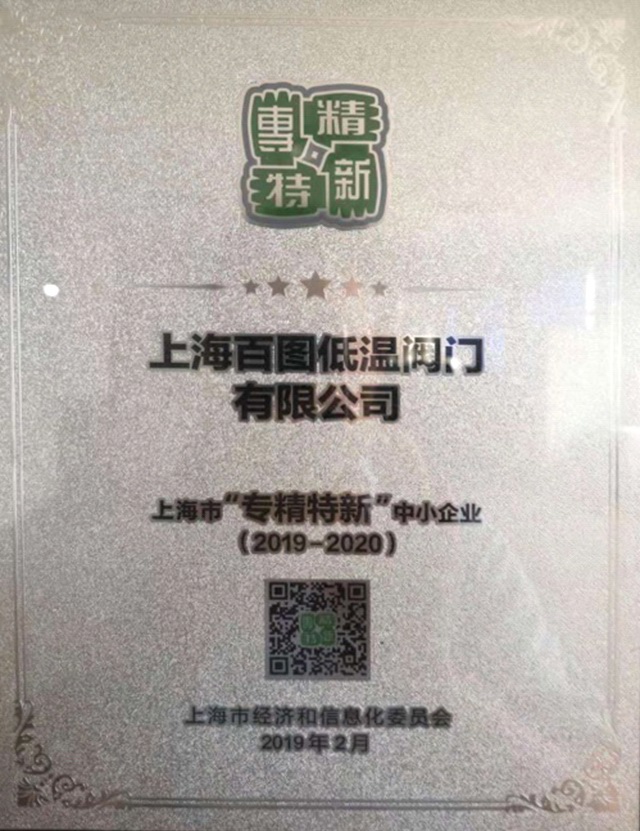 專精
特新
上海百图低温阀门
有限公司
上海市“专精特新”中小企业
（2019-2020）
上海市经济和信息化委员会
2019年2月